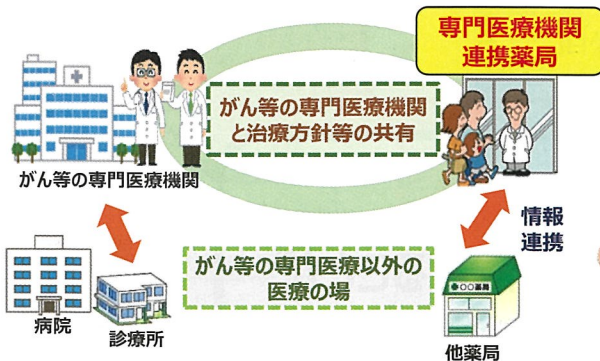 専門医療機関
連携薬局
がん等の専門医療機関
と治療方針等の共有
がん等の専門医療機関
情報
連携
がん等の専門医療以外の
医療の場
病院
診療所
○○薬局
他薬局